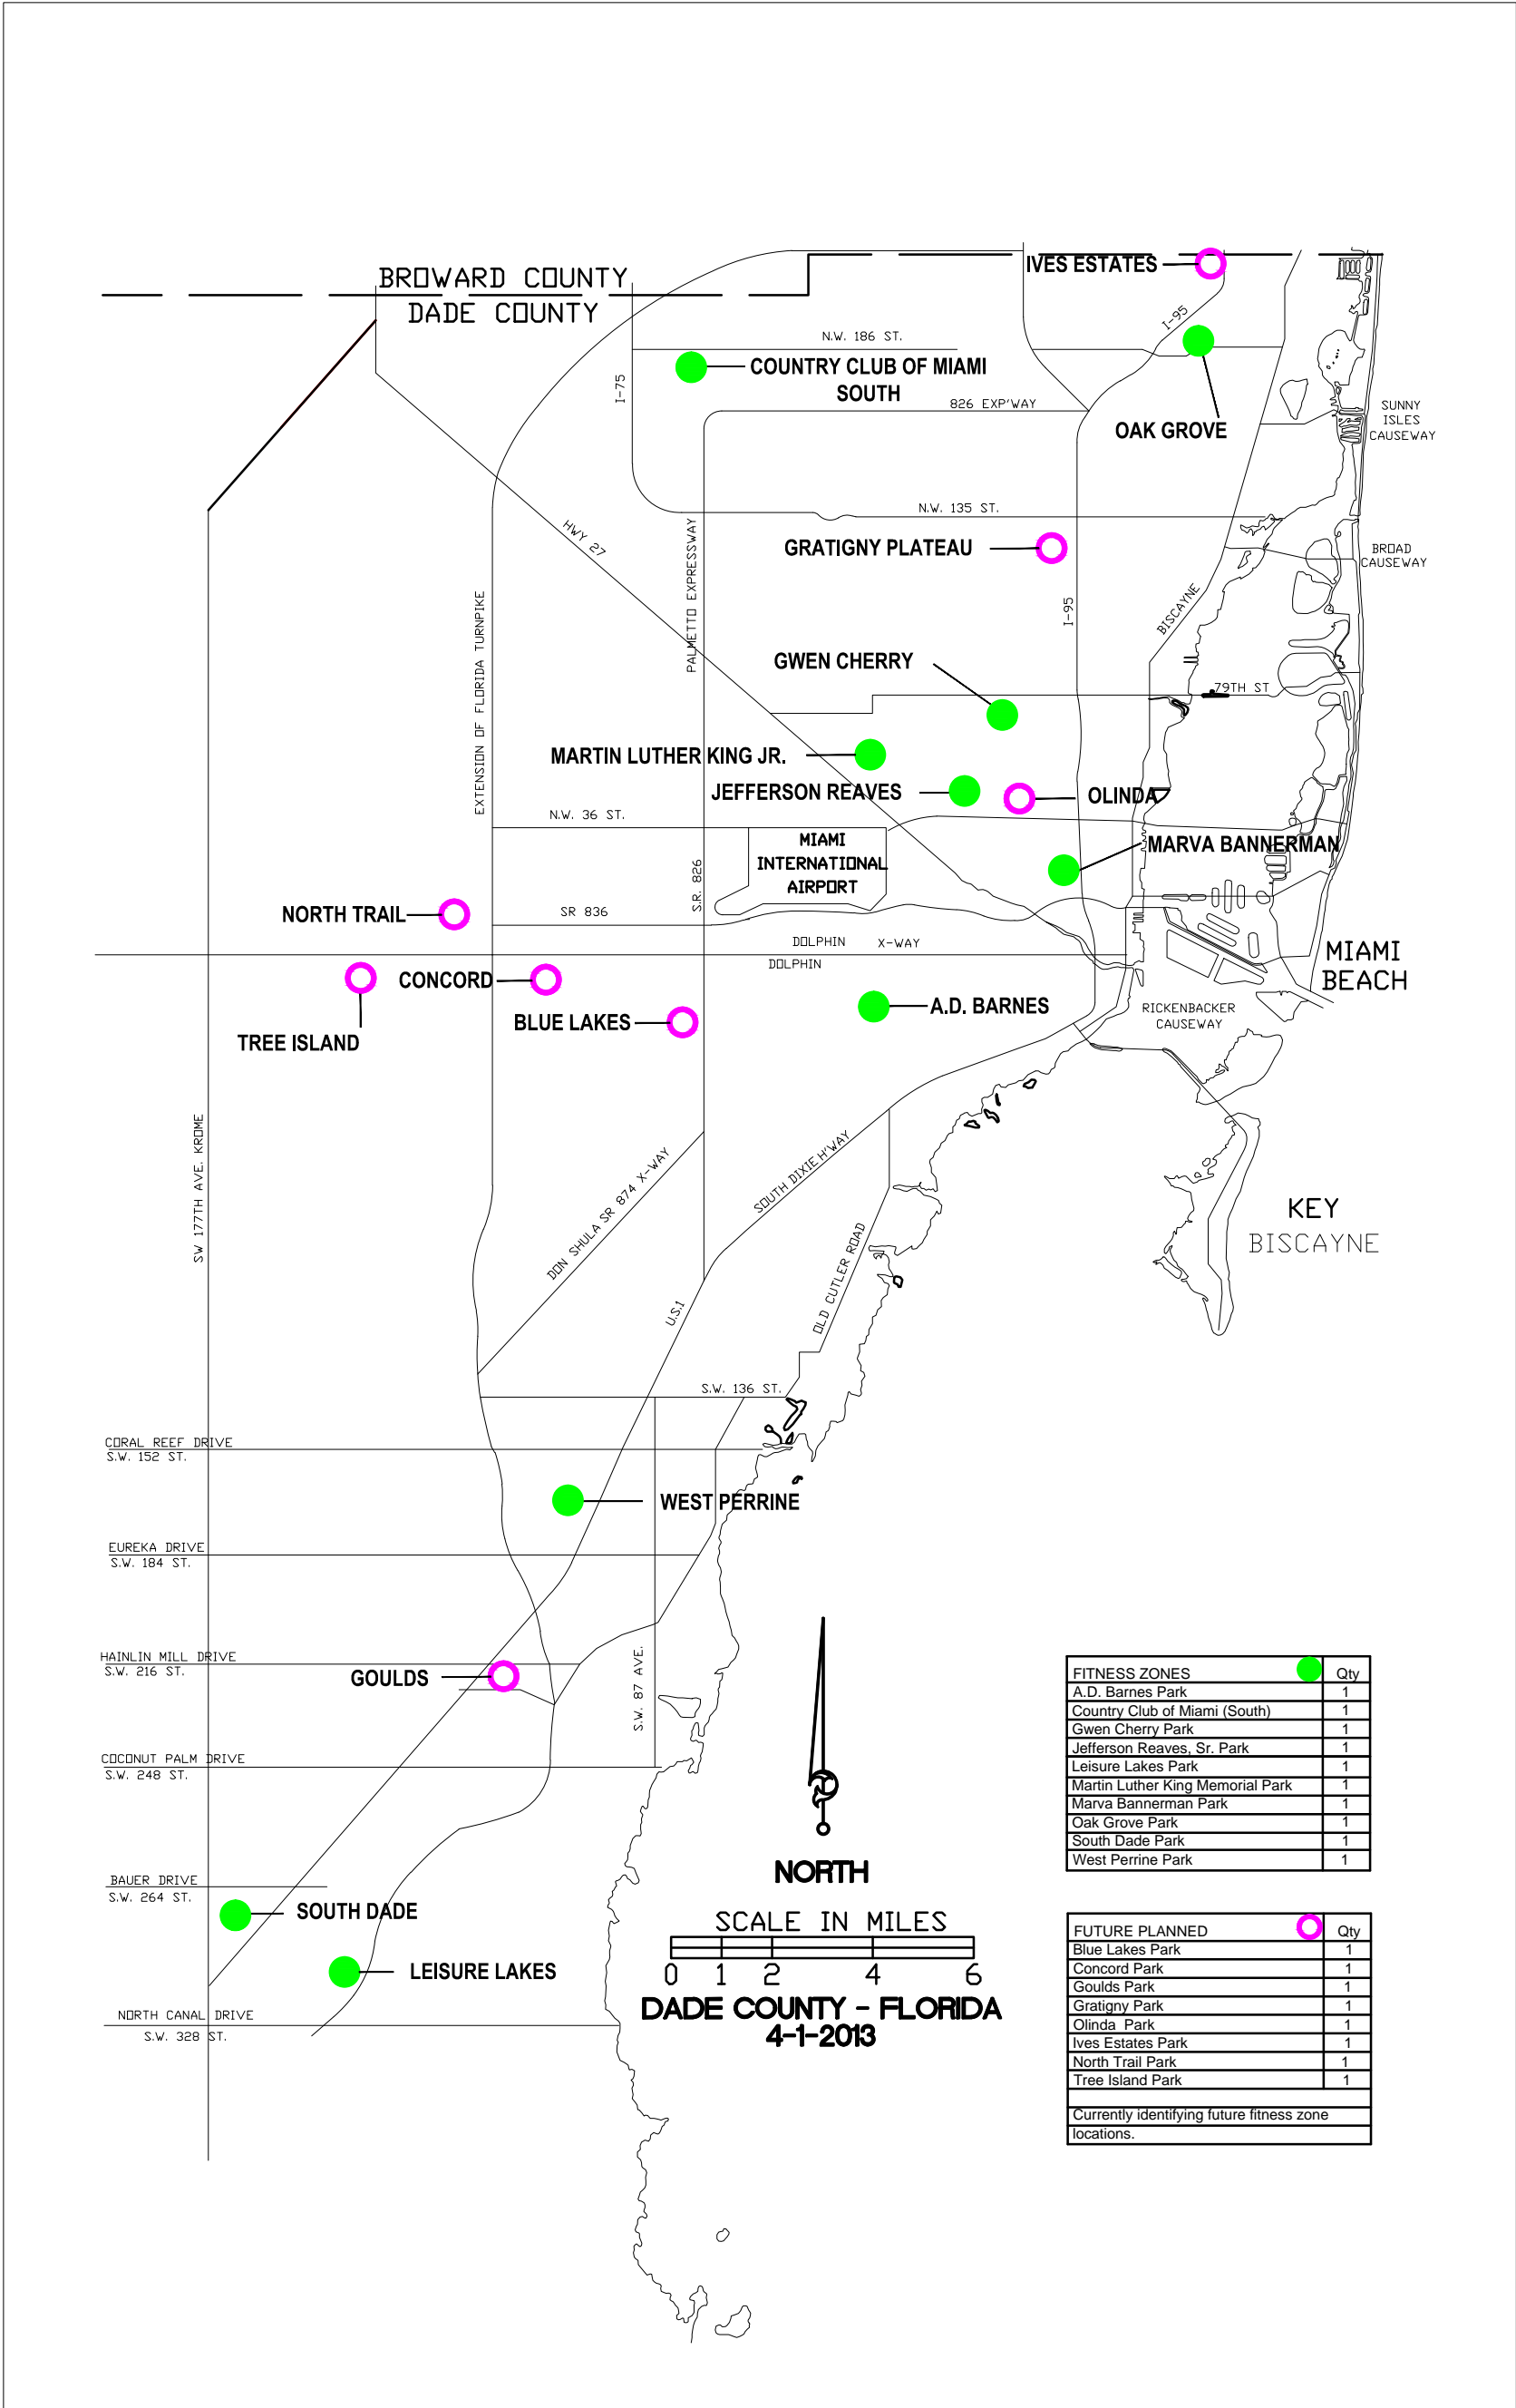 BROWARD COUNTY
DADE COUNTY
IVES ESTATES
I-95
N.W. 186 ST.
COUNTRY CLUB OF MIAMI
SOUTH
I-75
826 EXP'WAY
OAK GROVE
SUNNY
ISLES
CAUSEWAY
N.W. 135 ST.
HWY 27
PALMETTO EXPRESSWAY
GRATIGNY PLATEAU
BROAD
CAUSEWAY
EXTENSION OF FLORIDA TURNPIKE
I-95
BISCAYNE
GWEN CHERRY
79TH ST
MARTIN LUTHER KING JR.
JEFFERSON REAVES
OLINDA
N.W. 36 ST.
MIAMI
INTERNATIONAL
AIRPORT
MARVA BANNERMAN
S.R. 826
NORTH TRAIL
SR 836
DOLPHIN X-WAY
DOLPHIN
MIAMI
BEACH
CONCORD
TREE ISLAND
BLUE LAKES
A.D. BARNES
RICKENBACKER
CAUSEWAY
SW 177TH AVE. KROME
DON SHULA SR 874 X-WAY
SOUTH DIXIE H'WAY
KEY
BISCAYNE
OLD CUTLER ROAD
U.S.1
S.W. 136 ST.
CORAL REEF DRIVE
S.W. 152 ST.
WEST PERRINE
EUREKA DRIVE
S.W. 184 ST.
HAINLIN MILL DRIVE
S.W. 216 ST.
GOULDS
S.W. 87 AVE.
COCONUT PALM DRIVE
S.W. 248 ST.
BAUER DRIVE
S.W. 264 ST.
SOUTH DADE
LEISURE LAKES
NORTH CANAL DRIVE
S.W. 328 ST.
NORTH
SCALE IN MILES
0 1 2 4 6
DADE COUNTY - FLORIDA
4-1-2013
FITNESS ZONES Qty
A.D. Barnes Park 1
Country Club of Miami (South) 1
Gwen Cherry Park 1
Jefferson Reaves, Sr. Park 1
Leisure Lakes Park 1
Martin Luther King Memorial Park 1
Marva Bannerman Park 1
Oak Grove Park 1
South Dade Park 1
West Perrine Park 1
FUTURE PLANNED Qty
Blue Lakes Park 1
Concord Park 1
Goulds Park 1
Gratigny Park 1
Olinda Park 1
Ives Estates Park 1
North Trail Park 1
Tree Island Park 1
Currently identifying future fitness zone
locations.